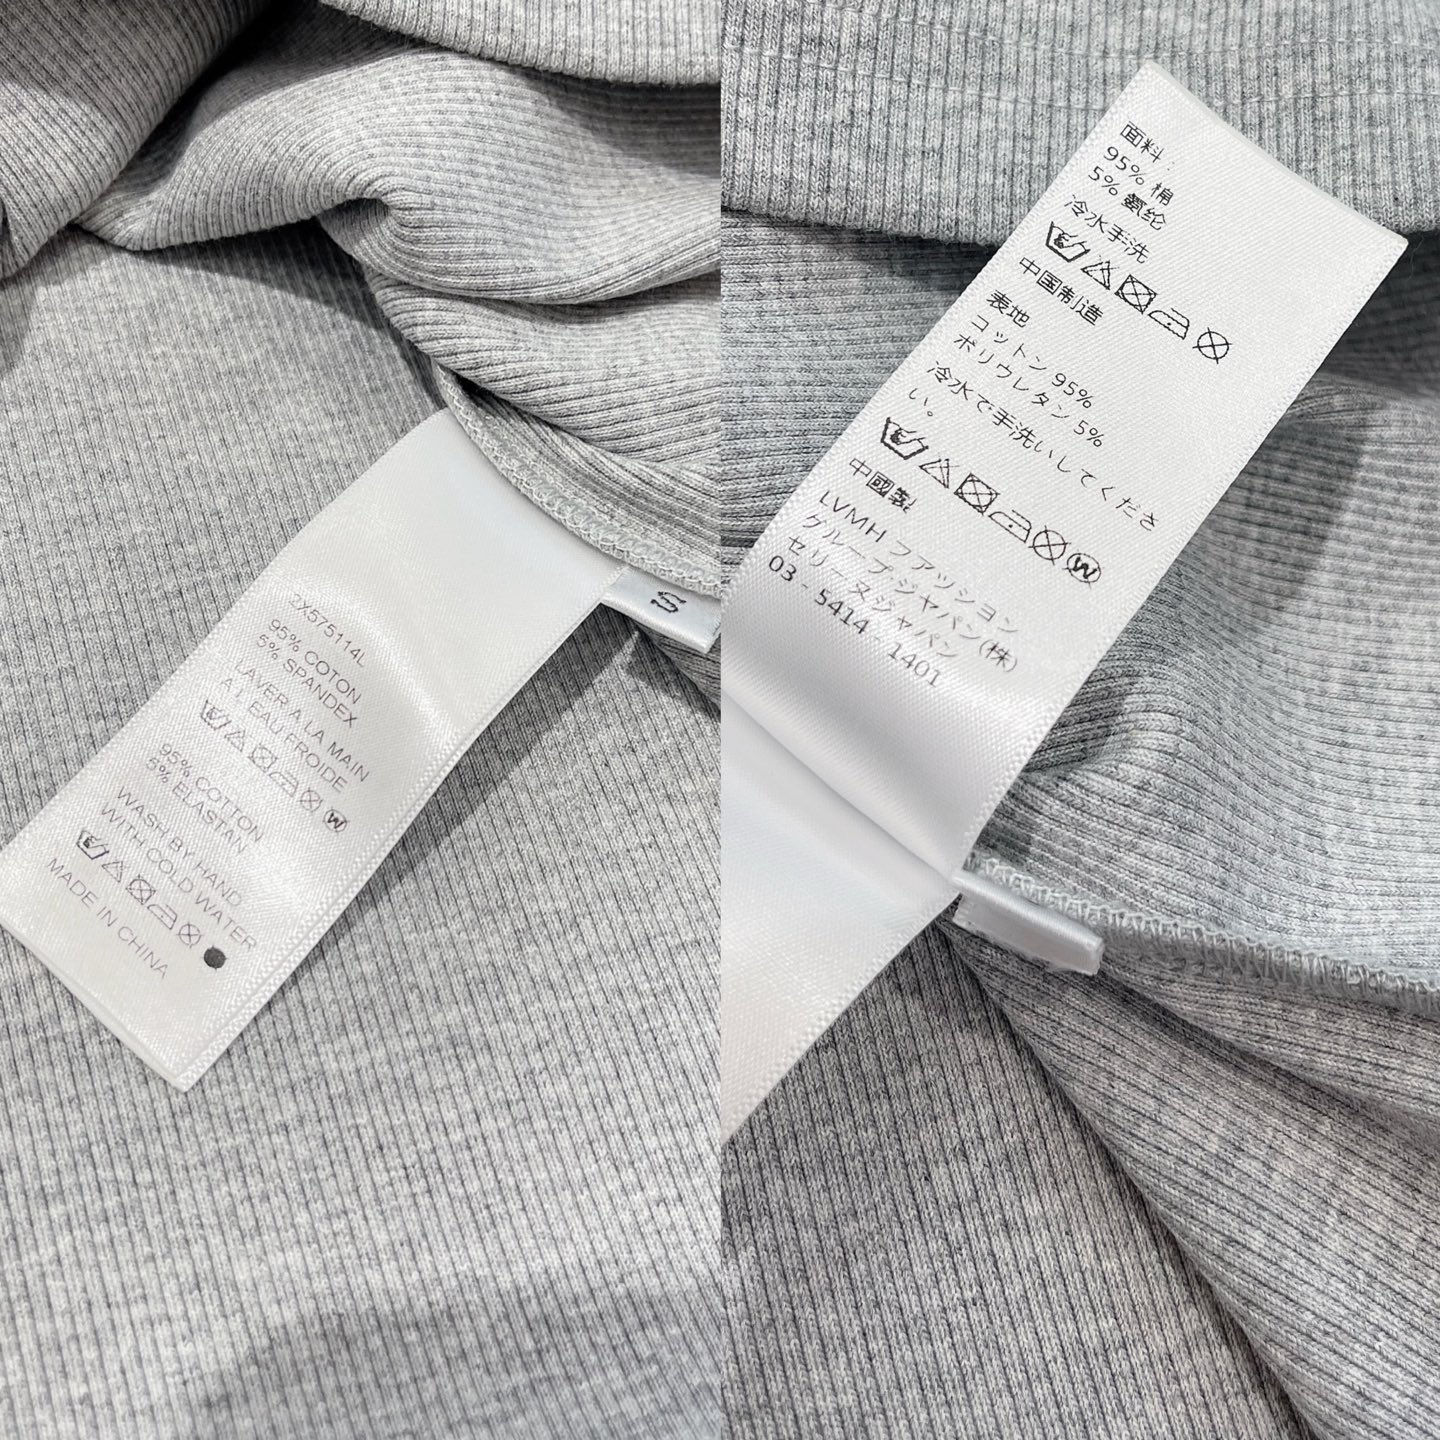 2X575114L
95% COTON
5% SPANDEX
LAVER A LA MAIN
A L EAU FROIDE
W
95% COTTON
5% ELASTAN
WASH BY HAND
WITH COLD WATER
MADE IN CHINA
S
面料：
95% 棉
5% 氨纶
冷水手洗
中国制造
表地
コットン 95%
ポリウレタン 5%
冷水で手洗いしてくださ
い。
W
中國製
LVMH ファッション
グループ・ジャパン(株)
セリーヌジャパン
03 - 5414 - 1401